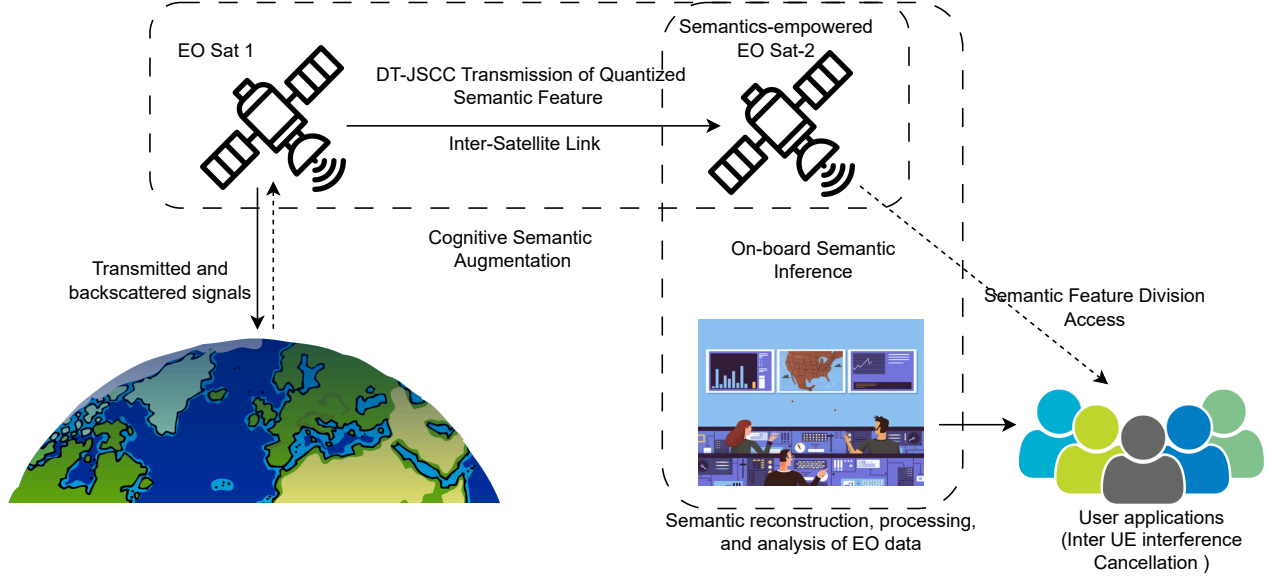 Semantics-empowered
EO Sat 1
EO Sat-2
DT-JSCC Transmission of Quantized
Semantic Feature
Inter-Satellite Link
Cognitive Semantic
Augmentation
On-board Semantic
Inference
Transmitted and
backscattered signals
Semantic Feature Division
Access
Semantic reconstruction, processing,
and analysis of EO data
User applications
(Inter UE interference
Cancellation )